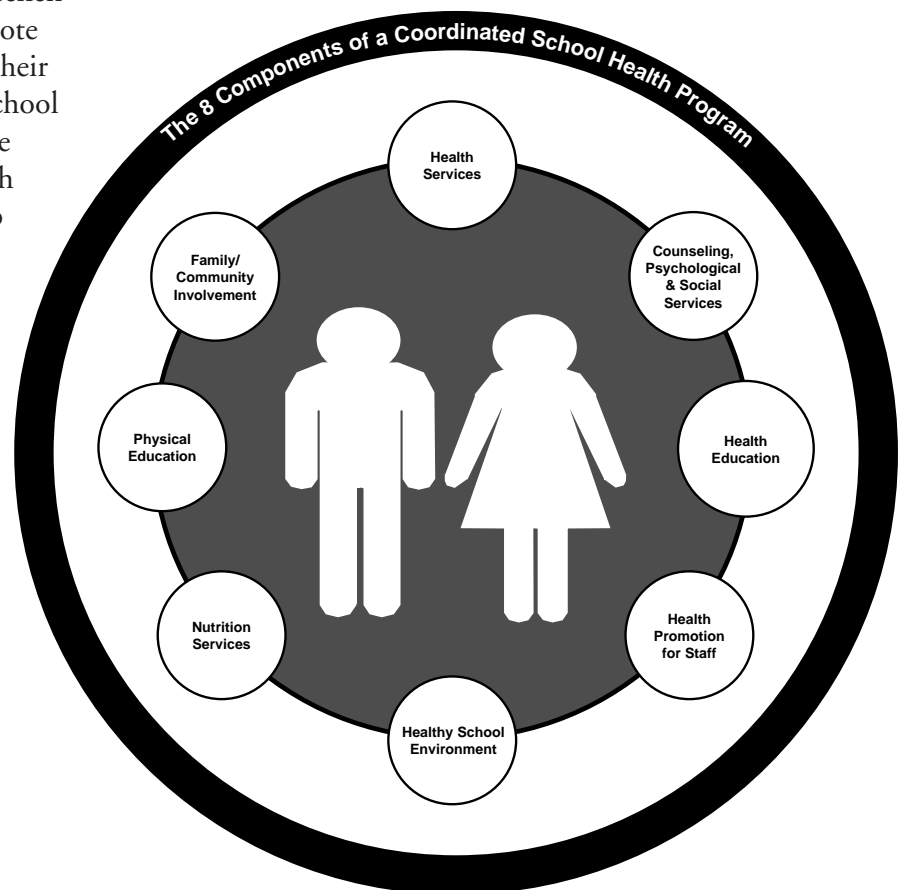 ote
heir
chool
e
h
The 8 Components of a Coordinated School Health Program
Health
Services
Counseling,
Psychological
& Social
Services
Health
Education
Health
Promotion
for Staff
Healthy School
Environment
Nutrition
Services
Physical
Education
Family/
Community
Involvement